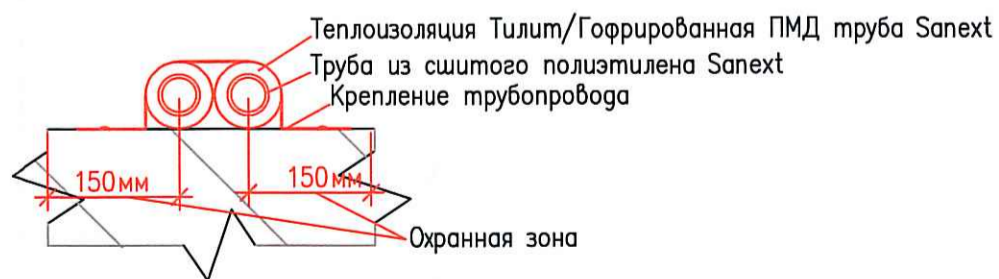 Теплоизоляция Тилит/Гофрированная ПМД труба Sanext
Труба из сшитого полиэтилена Sanext
Крепление трубопровода
150мм 150мм
Охранная зона